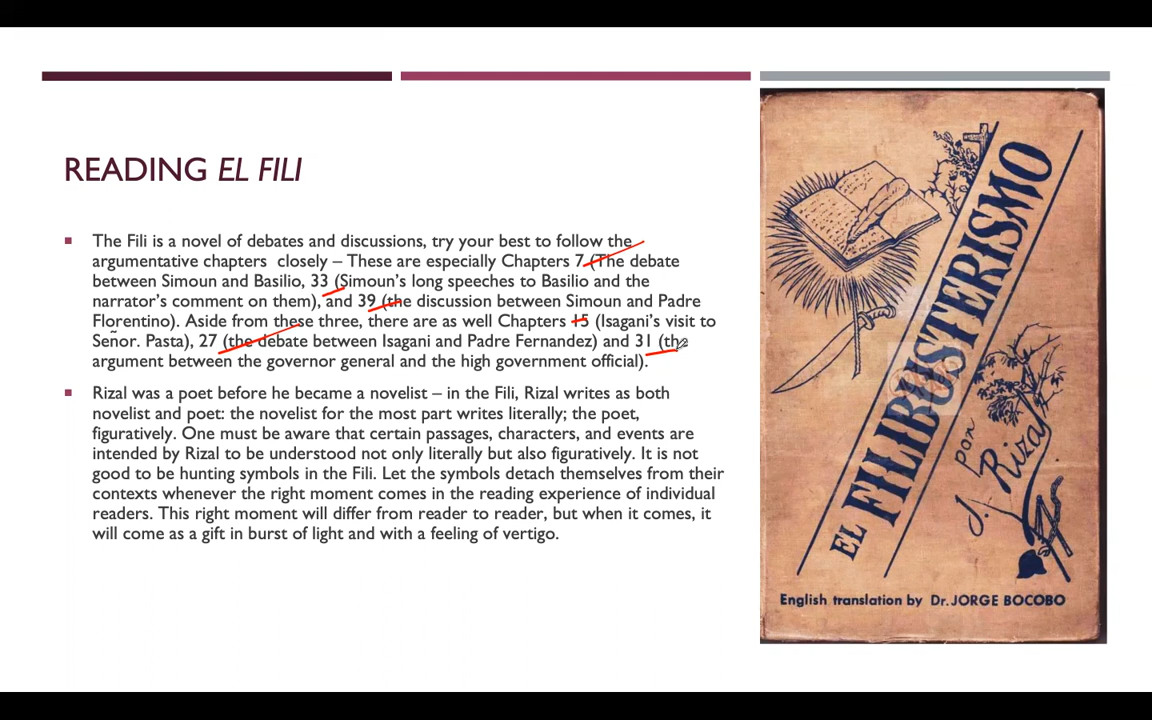 READING EL FILI
The Fili is a novel of debates and discussions, try your best to follow the
argumentative chapters closely – These are especially Chapters 7 (The debate
between Simoun and Basilio, 33 (Simoun's long speeches to Basilio and the
narrator's comment on them), and 39 (the discussion between Simoun and Padre
Florentino). Aside from these three, there are as well Chapters 15 (Isagani's visit to
Señor. Pasta), 27 (the debate between Isagani and Padre Fernandez) and 31 (the
argument between the governor general and the high government official).
Rizal was a poet before he became a novelist – in the Fili, Rizal writes as both
novelist and poet: the novelist for the most part writes literally; the poet,
figuratively. One must be aware that certain passages, characters, and events are
intended by Rizal to be understood not only literally but also figuratively. It is not
good to be hunting symbols in the Fili. Let the symbols detach themselves from their
contexts whenever the right moment comes in the reading experience of individual
readers. This right moment will differ from reader to reader, but when it comes, it
will come as a gift in burst of light and with a feeling of vertigo.
EL FILIBUSTERISMO
por
J. Rizal
English translation by Dr. JORGE BOCOBO